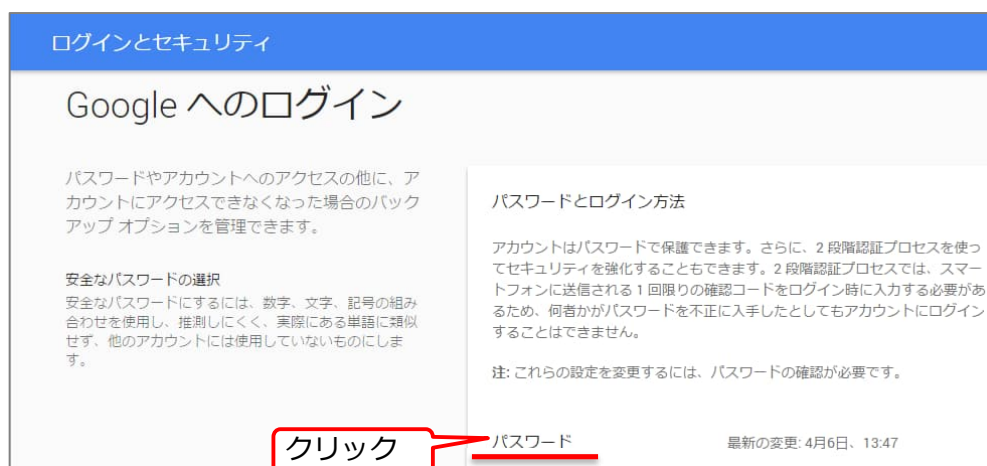 ログインとセキュリティ
Google へのログイン
パスワードやアカウントへのアクセスの他に、ア
カウントにアクセスできなくなった場合のバック
アップ オプションを管理できます。
安全なパスワードの選択
安全なパスワードにするには、数字、文字、記号の組み
合わせを使用し、推測しにくく、実際にある単語に類似
せず、他のアカウントには使用していないものにしま
す。
パスワードとログイン方法
アカウントはパスワードで保護できます。さらに、2 段階認証プロセスを使っ
てセキュリティを強化することもできます。2 段階認証プロセスでは、スマー
トフォンに送信される 1 回限りの確認コードをログイン時に入力する必要があ
るため、何者かがパスワードを不正に入手したとしてもアカウントにログイン
することはできません。
注: これらの設定を変更するには、パスワードの確認が必要です。
クリック
パスワード 最新の変更: 4月6日、13:47